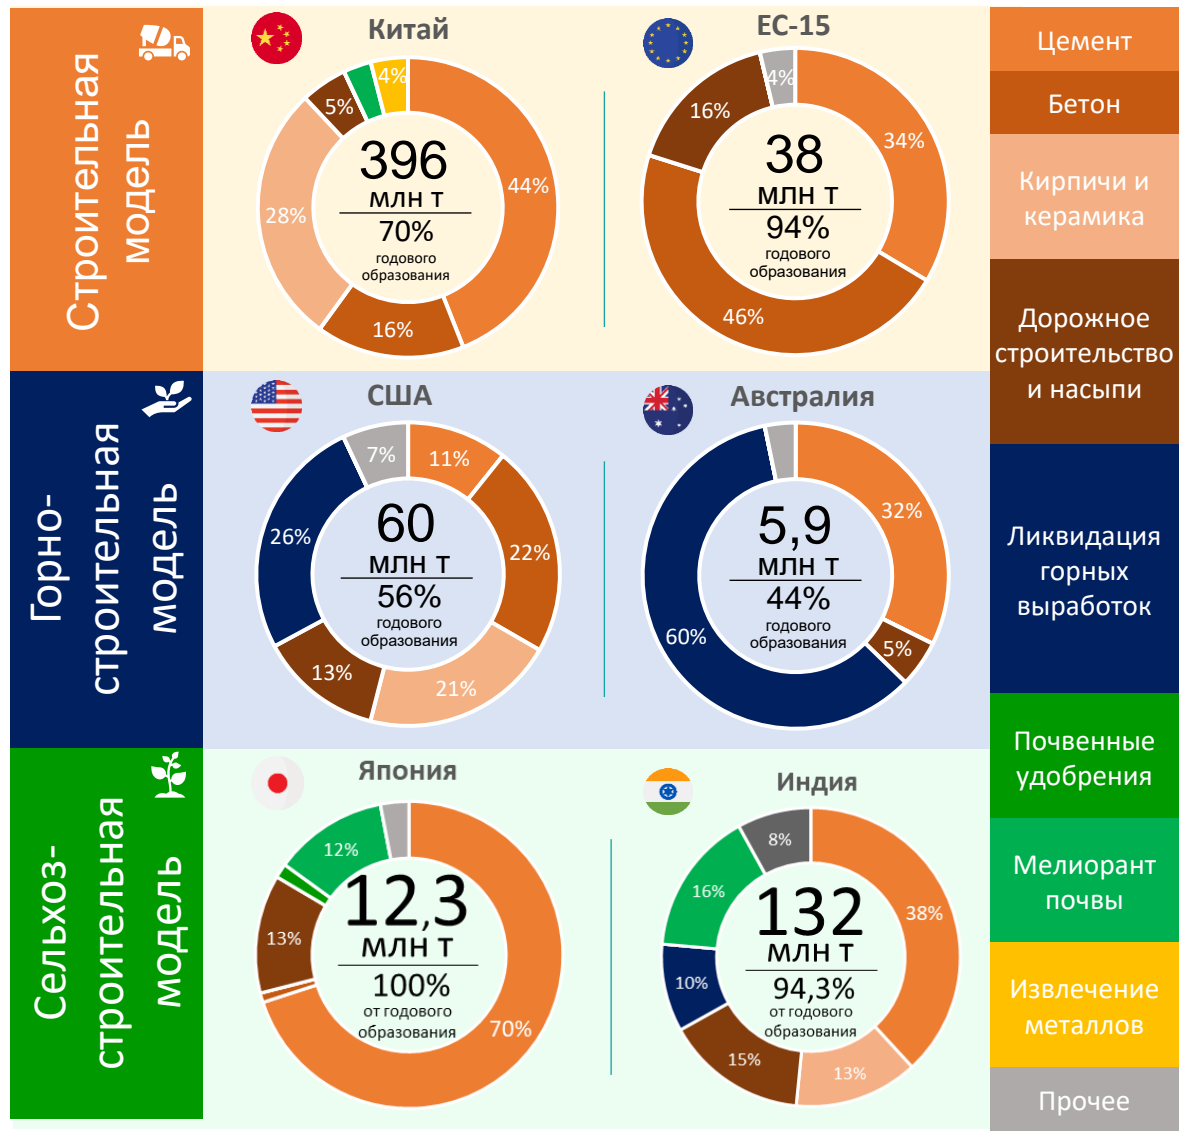 Строительная
модель
Китай
4%
5%
44%
28%
16%
396
млн т
70%
годового
образования
ЕС-15
4%
16%
34%
46%
38
млн т
94%
годового
образования
Горно-
строительная
модель
США
7%
11%
26%
22%
13%
21%
60
млн т
56%
годового
образования
Австралия
32%
60%
5%
5,9
млн т
44%
годового
образования
Сельхоз-
строительная
модель
Япония
12%
13%
70%
12,3
млн т
100%
от годового
образования
Индия
8%
16%
38%
10%
15%
13%
132
млн т
94,3%
от годового
образования
Цемент
Бетон
Кирпичи и
керамика
Дорожное
строительство
и насыпи
Ликвидация
горных
выработок
Почвенные
удобрения
Мелиорант
почвы
Извлечение
металлов
Прочее